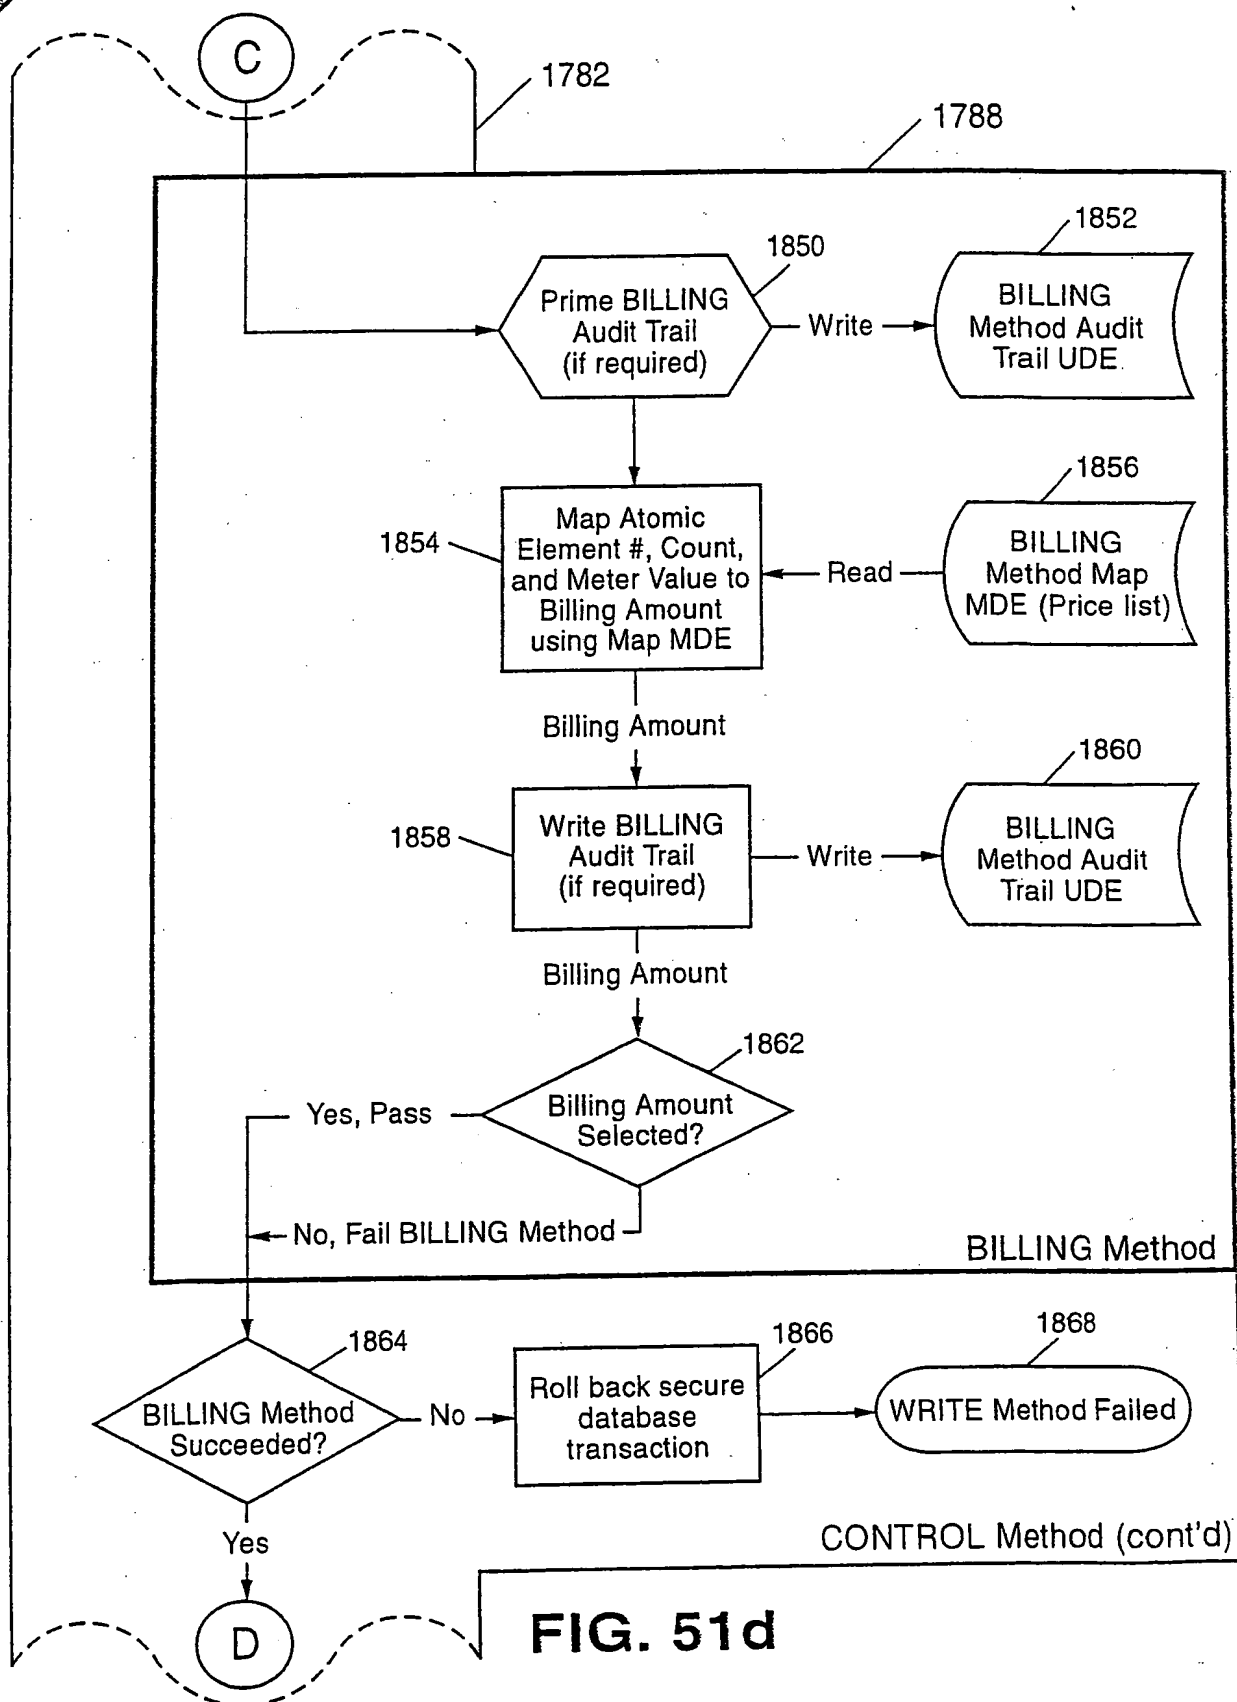 C
1782
1788
1850
1852
Prime BILLING
Audit Trail
(if required)
Write
BILLING
Method Audit
Trail UDE
1854
Map Atomic
Element #, Count,
and Meter Value to
Billing Amount
using Map MDE
Read
1856
BILLING
Method Map
MDE (Price list)
Billing Amount
1858
Write BILLING
Audit Trail
(if required)
Write
1860
BILLING
Method Audit
Trail UDE
Billing Amount
1862
Billing Amount
Selected?
Yes, Pass
No, Fail BILLING Method
BILLING Method
1864
BILLING Method
Succeeded?
No
1866
Roll back secure
database
transaction
1868
WRITE Method Failed
Yes
CONTROL Method (cont'd)
D
FIG. 51d